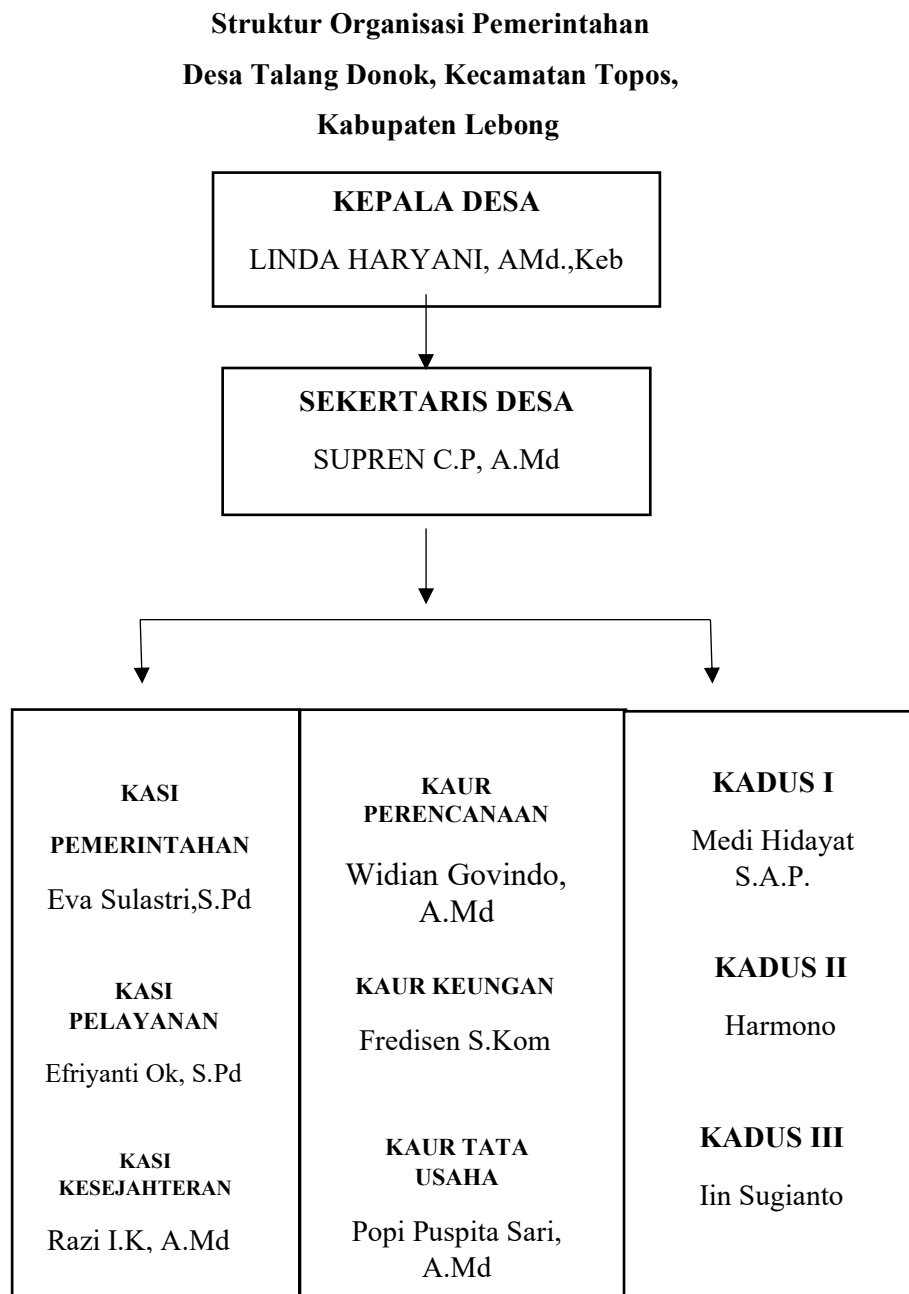 Struktur Organisasi Pemerintahan
Desa Talang Donok, Kecamatan Topos,
Kabupaten Lebong
KEPALA DESA
LINDA HARYANI, AMd.,Keb
SEKERTARIS DESA
SUPREN C.P, A.Md
KASI
PEMERINTAHAN
Eva Sulastri,S.Pd
KASI
PELAYANAN
Efriyanti Ok, S.Pd
KASI
KESEJAHTERAN
Razi I.K, A.Md
KAUR
PERENCANAAN
Widian Govindo,
A.Md
KAUR KEUNGAN
Fredisen S.Kom
KAUR TATA
USAHA
Popi Puspita Sari,
A.Md
KADUS I
Medi Hidayat
S.A.P.
KADUS II
Harmono
KADUS III
Iin Sugianto